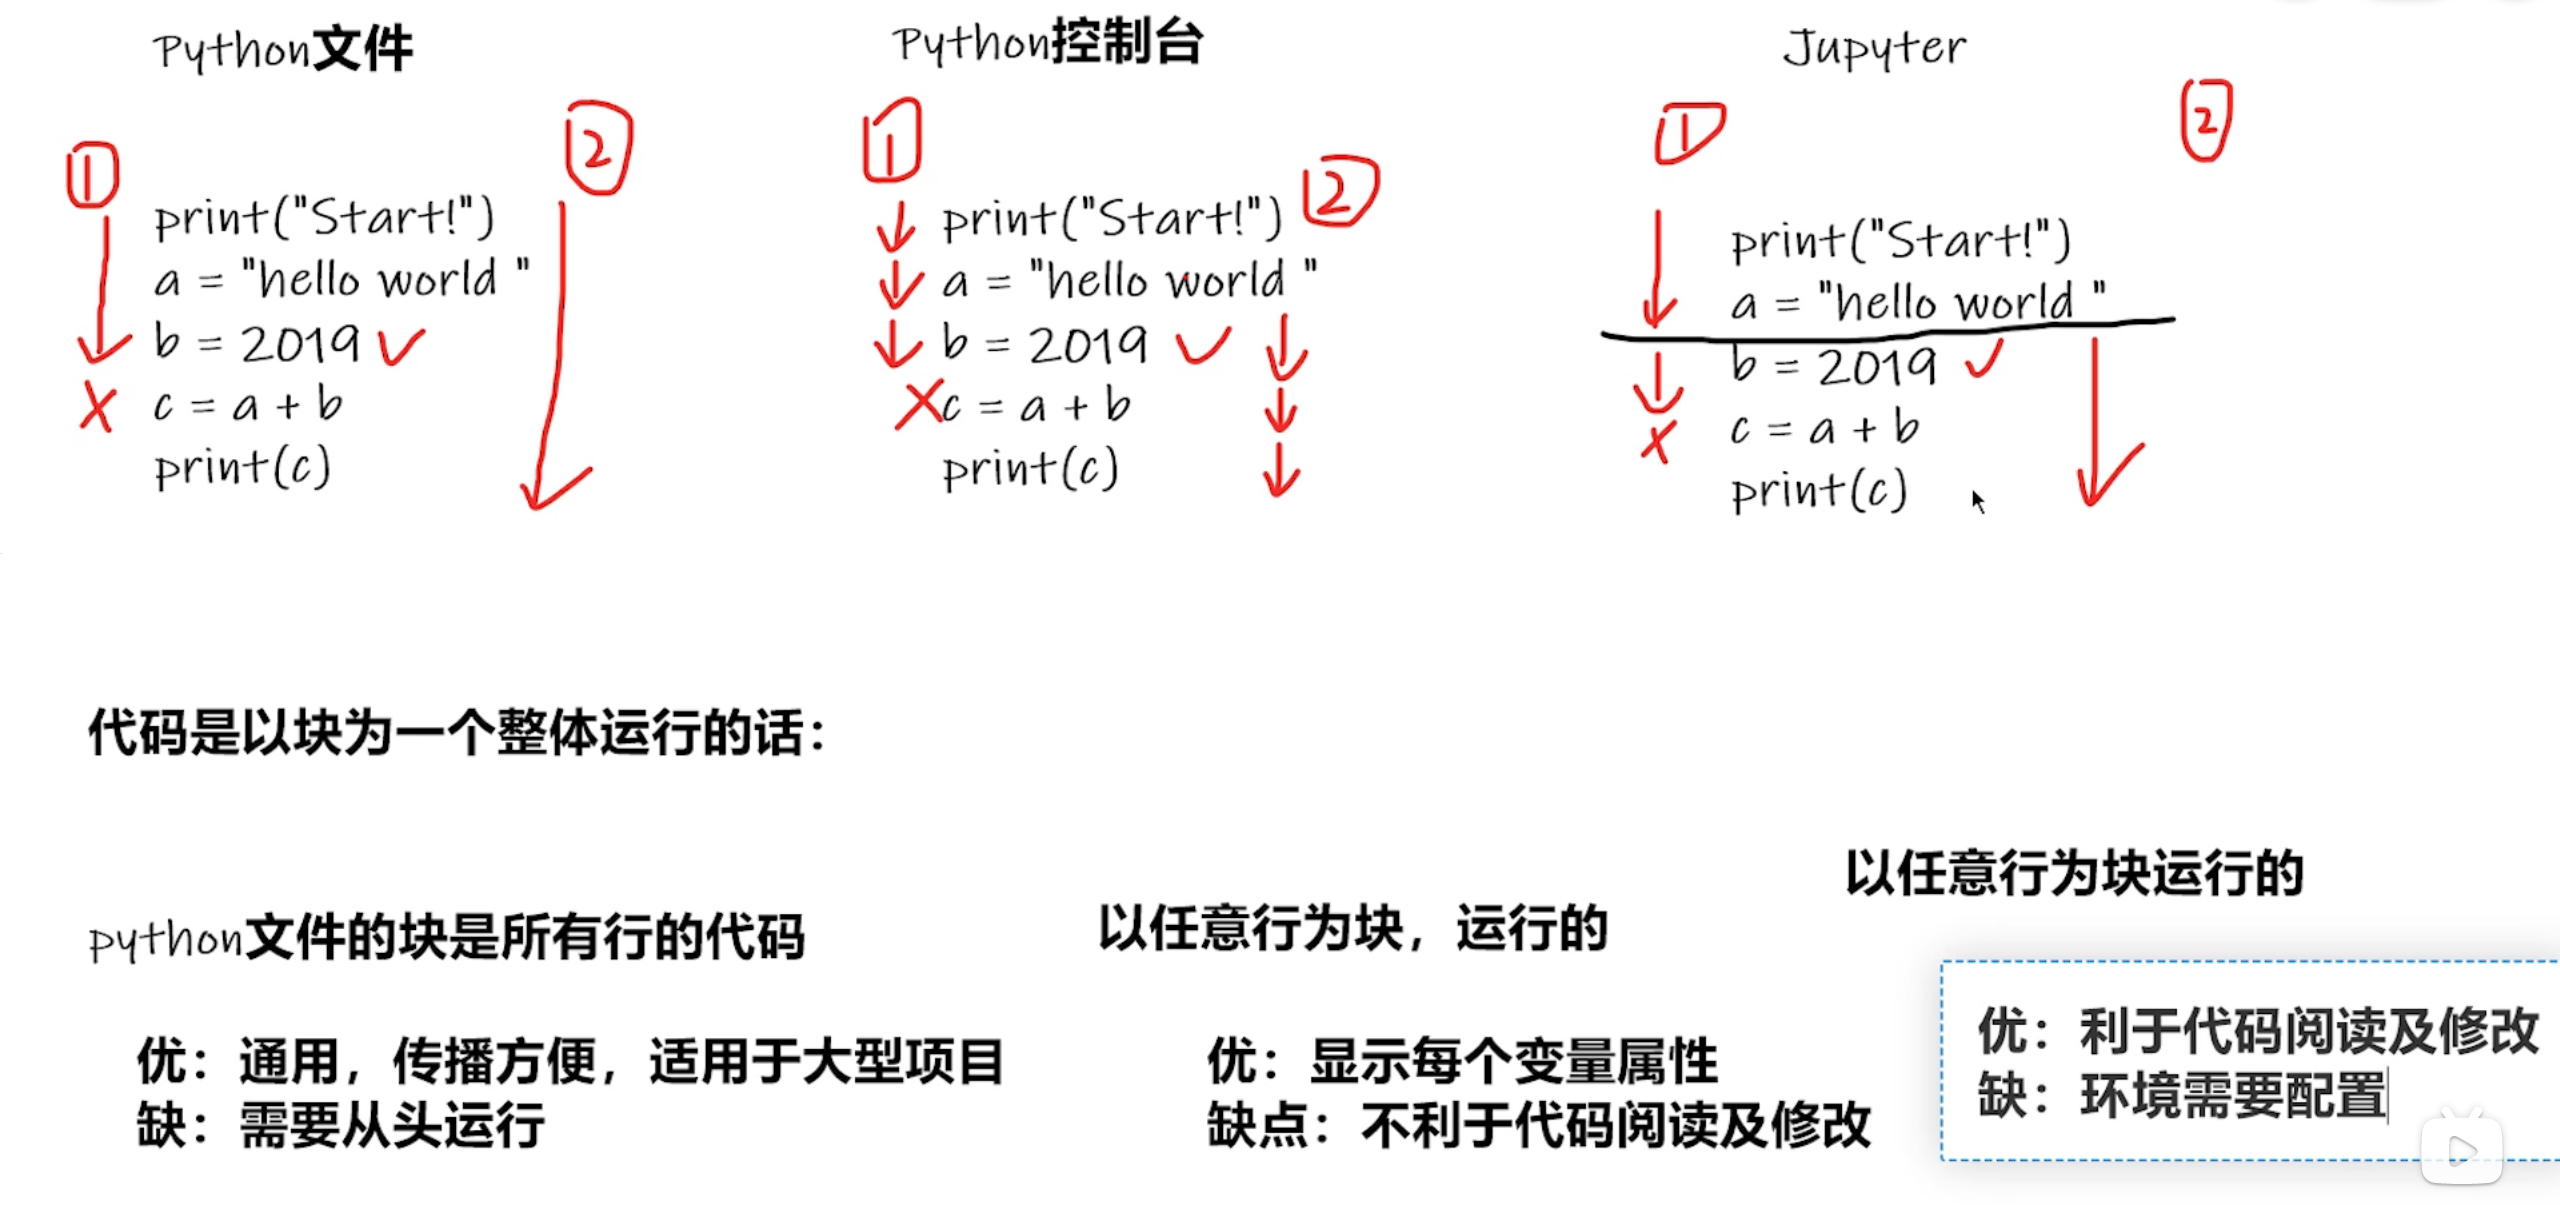 Python文件
①
②
print("Start!")
a = "hello world "
b = 2019 ✓
✗ c = a + b
print(c)
Python控制台
①
②
print("Start!")
a = "hello world "
b = 2019 ✓
✗ c = a + b
print(c)
Jupyter
①
②
print("Start!")
a = "hello world "
b = 2019 ✓
✗ c = a + b
print(c)
代码是以块为一个整体运行的话：
python文件的块是所有行的代码
优：通用，传播方便，适用于大型项目
缺：需要从头运行
以任意行为块，运行的
优：显示每个变量属性
缺点：不利于代码阅读及修改
以任意行为块运行的
优：利于代码阅读及修改
缺：环境需要配置